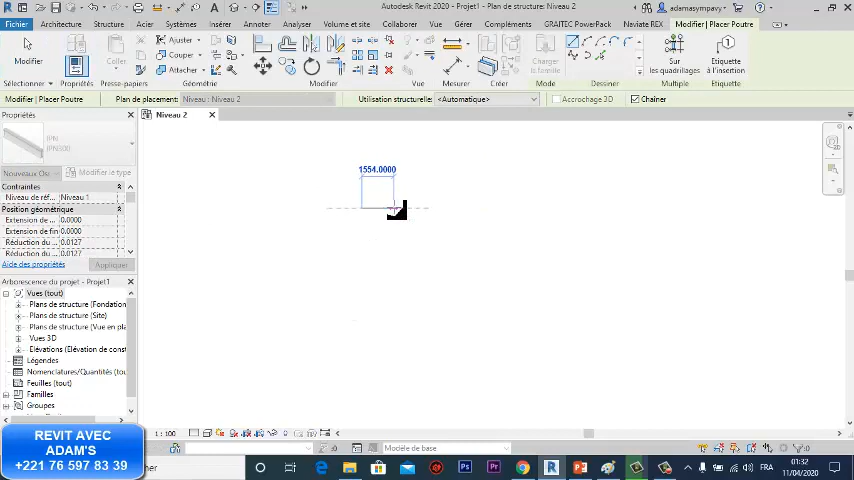 Autodesk Revit 2020 - Plan de structure: Niveau 2
adamasympavy
Fichier Architecture Structure Acier Systèmes Insérer Annoter Analyser Volume et site Collaborer Vue Gérer Compléments GRAITEC PowerPack Naviate REX Modifier | Placer Poutre
Modifier
Coller
Ajuster
Couper
Attacher
Charger
la famille
Sur
les quadrillages
Etiquette
à l'insertion
Sélectionner Propriétés Presse-papiers Géométrie Modifier Vue Mesurer Créer Mode Dessiner Multiple Etiquette
Modifier | Placer Poutre Plan de placement: Niveau : Niveau 2 Utilisation structurelle: <Automatique> Accrochage 3D Chaîner
Propriétés
Niveau 2
IPN
Modifier le type
Contraintes
Niveau de réf... Niveau 1
Position géométrique
Extension de 0.0000
Extension de fin 0.0000
Réduction du 0.0127
Réduction du 0.0127
Aide des propriétés Appliquer
Arborescence du projet - Projet1
Vues (tout)
Plans de structure (Fondation
Plans de structure (Site)
Plans de structure (Vue en pla
Vues 3D
Elévations (Elévation de const
Légendes
Nomenclatures/Quantités (tou
Feuilles (tout)
Familles
Groupes
1554.0000
1 : 100
:0
Modèle de base
:0
REVIT AVEC
ADAM'S
+221 76 597 83 39
cher
FRA
01:32
11/04/2020